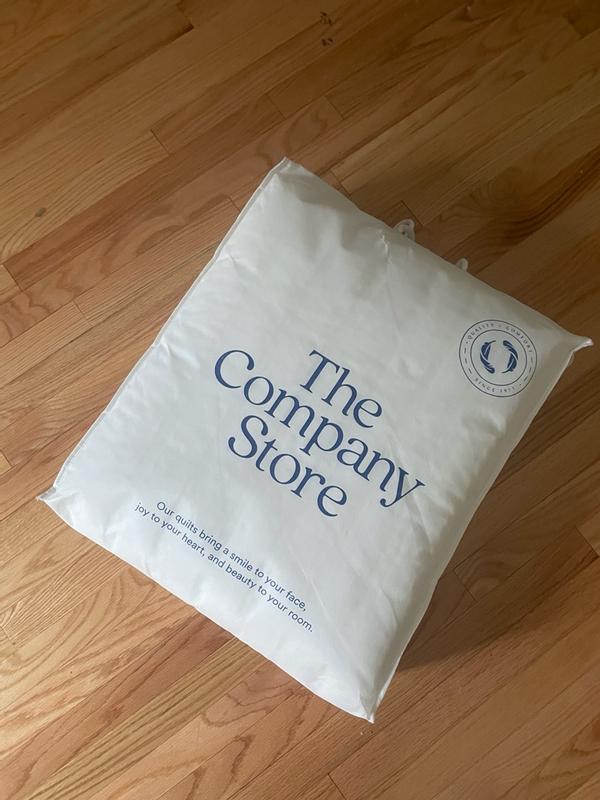 QUALITY • COMFORT
SINCE 1911
The
Company
Store
Our quilts bring a smile to your face,
joy to your heart, and beauty to your room.